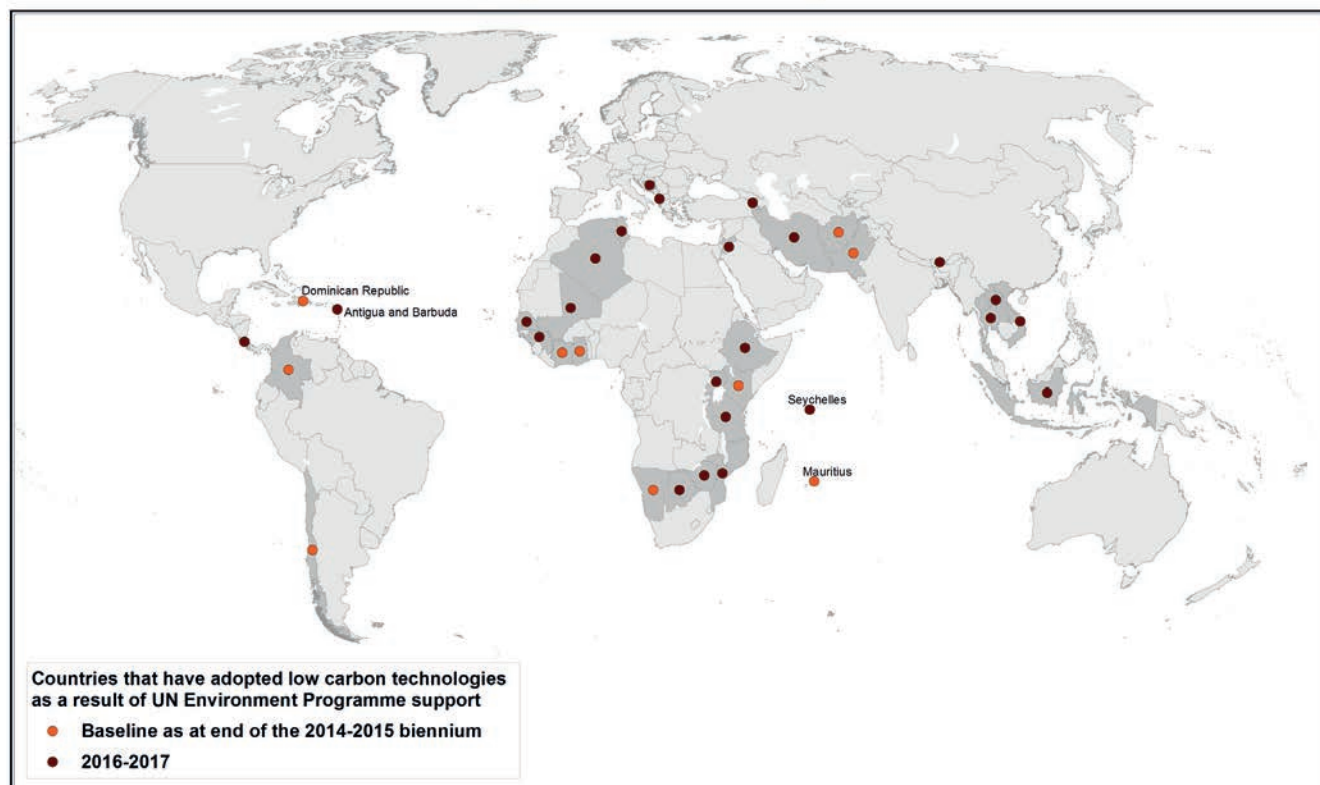 Dominican Republic
Antigua and Barbuda
Seychelles
Mauritius
Countries that have adopted low carbon technologies
as a result of UN Environment Programme support
Baseline as at end of the 2014-2015 biennium
2016-2017